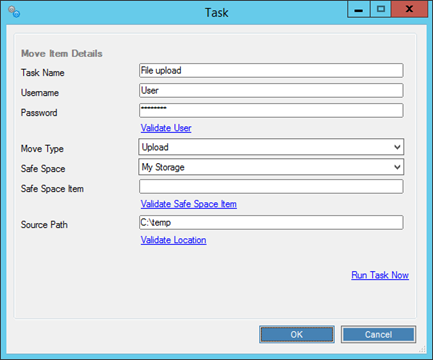 Task
Move Item Details
Task Name File upload
Username User
Password ********
Validate User
Move Type Upload
Safe Space My Storage
Safe Space Item
Validate Safe Space Item
Source Path C:\temp
Validate Location
Run Task Now
OK Cancel